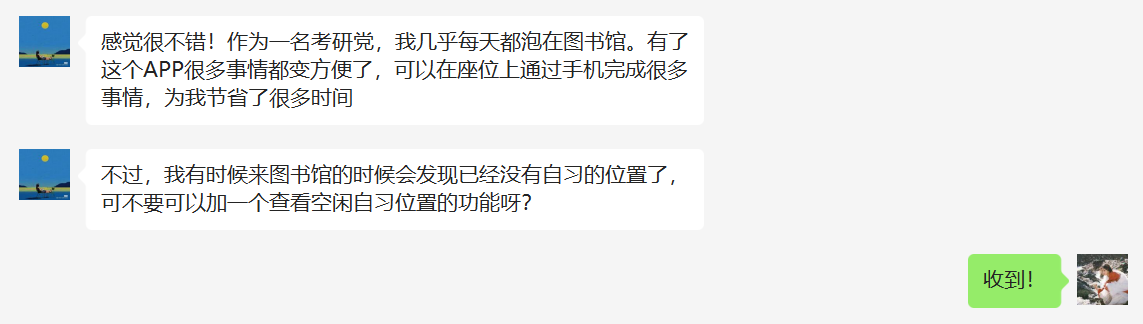 感觉很不错！作为一名考研党，我几乎每天都泡在图书馆。有了
这个APP很多事情都变方便了，可以在座位上通过手机完成很多
事情，为我节省了很多时间
不过，我有时候来图书馆的时候会发现已经没有自习的位置了，
可不要可以加一个查看空闲自习位置的功能呀？
收到！